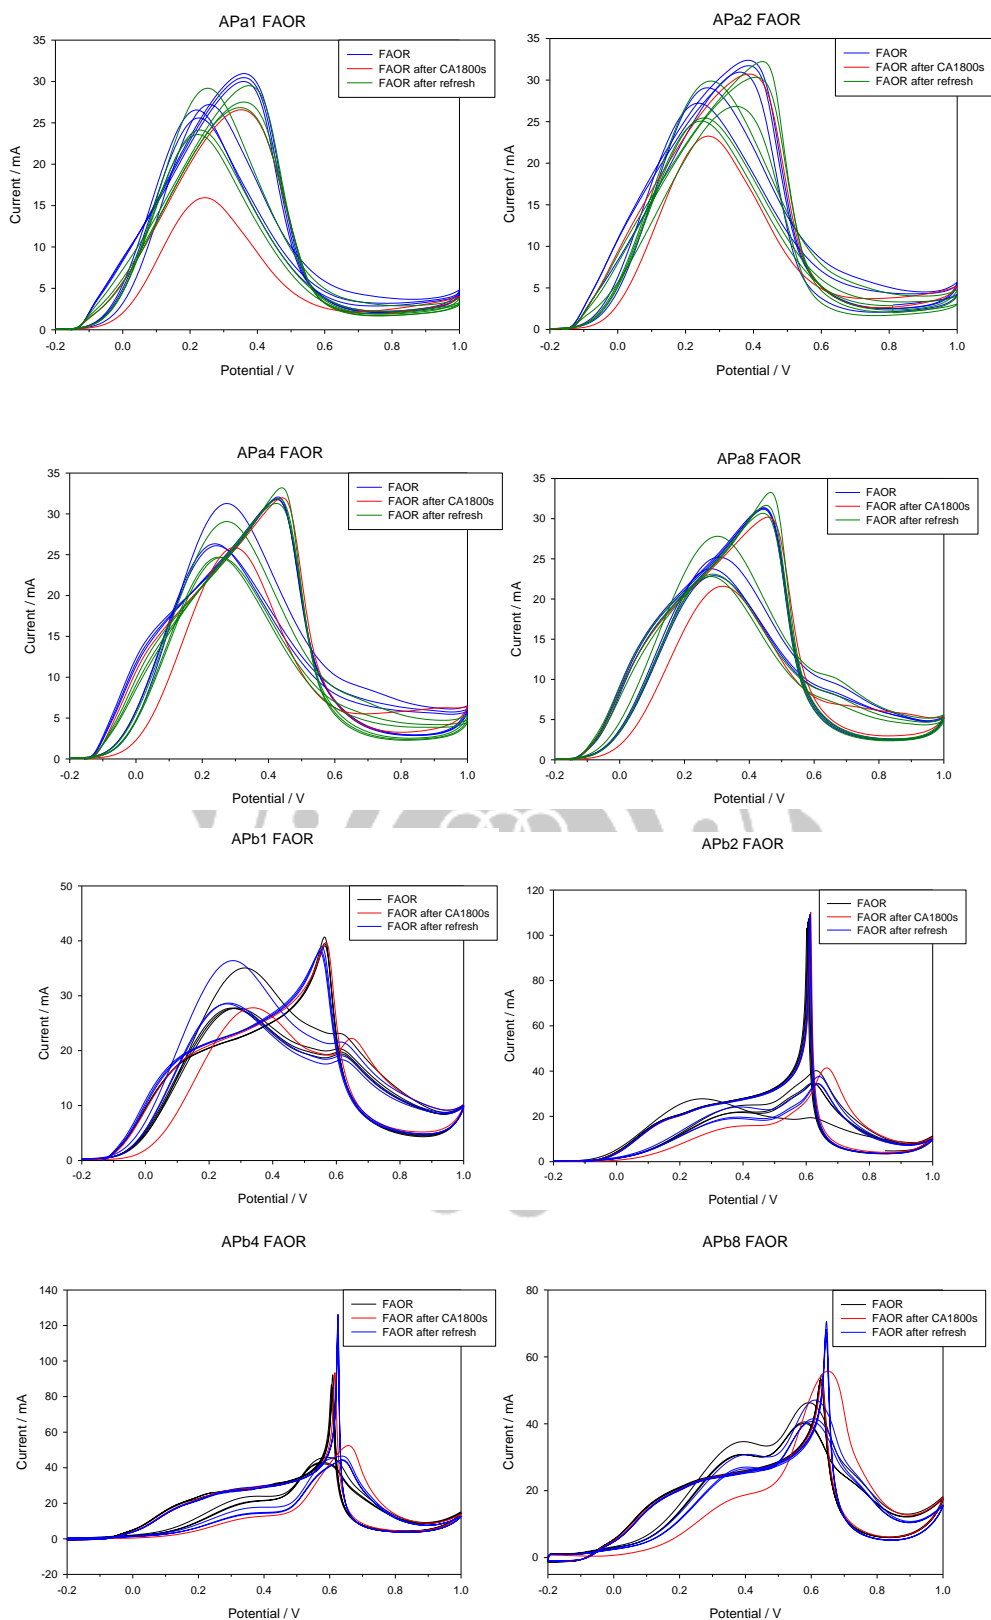 APa1 FAOR
FAOR
FAOR after CA1800s
FAOR after refresh
Current / mA
35
30
25
20
15
10
5
0
-0.2 0.0 0.2 0.4 0.6 0.8 1.0
Potential / V
APa2 FAOR
FAOR
FAOR after CA1800s
FAOR after refresh
Current / mA
35
30
25
20
15
10
5
0
-0.2 0.0 0.2 0.4 0.6 0.8 1.0
Potential / V
APa4 FAOR
FAOR
FAOR after CA1800s
FAOR after refresh
Current / mA
35
30
25
20
15
10
5
0
-0.2 0.0 0.2 0.4 0.6 0.8 1.0
Potential / V
APa8 FAOR
FAOR
FAOR after CA1800s
FAOR after refresh
Current / mA
35
30
25
20
15
10
5
0
-0.2 0.0 0.2 0.4 0.6 0.8 1.0
Potential / V
APb1 FAOR
FAOR
FAOR after CA1800s
FAOR after refresh
Current / mA
50
40
30
20
10
0
-0.2 0.0 0.2 0.4 0.6 0.8 1.0
Potential / V
APb2 FAOR
FAOR
FAOR after CA1800s
FAOR after refresh
Current / mA
120
100
80
60
40
20
0
-0.2 0.0 0.2 0.4 0.6 0.8 1.0
Potential / V
APb4 FAOR
FAOR
FAOR after CA1800s
FAOR after refresh
Current / mA
140
120
100
80
60
40
20
0
-20
-0.2 0.0 0.2 0.4 0.6 0.8 1.0
Potential / V
APb8 FAOR
FAOR
FAOR after CA1800s
FAOR after refresh
Current / mA
80
60
40
20
0
-0.2 0.0 0.2 0.4 0.6 0.8 1.0
Potential / V